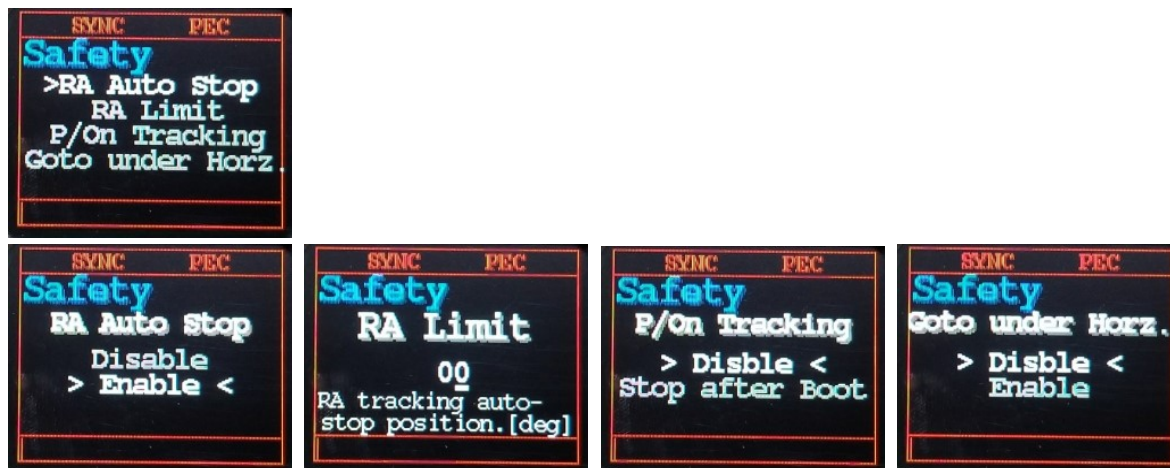 SYNC PEC
Safety
>RA Auto Stop
RA Limit
P/On Tracking
Goto under Horz.
SYNC PEC
Safety
RA Auto Stop
Disable
> Enable <
SYNC PEC
Safety
RA Limit
00
RA tracking auto-
stop position.[deg]
SYNC PEC
Safety
P/On Tracking
> Disble <
Stop after Boot
SYNC PEC
Safety
Goto under Horz.
> Disble <
Enable